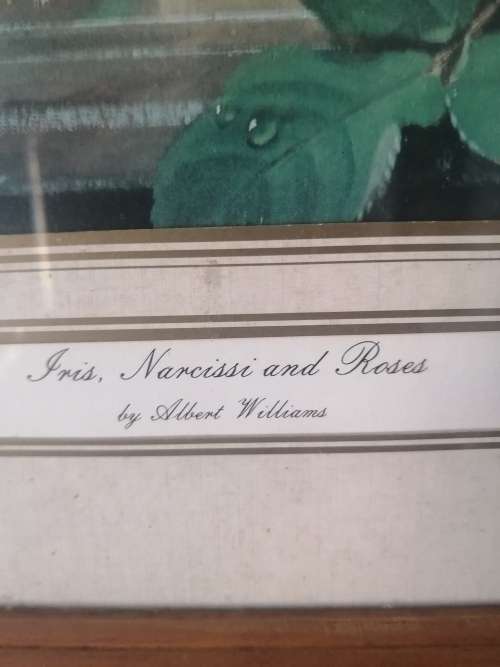 Iris, Narcissi and Roses
by Albert Williams